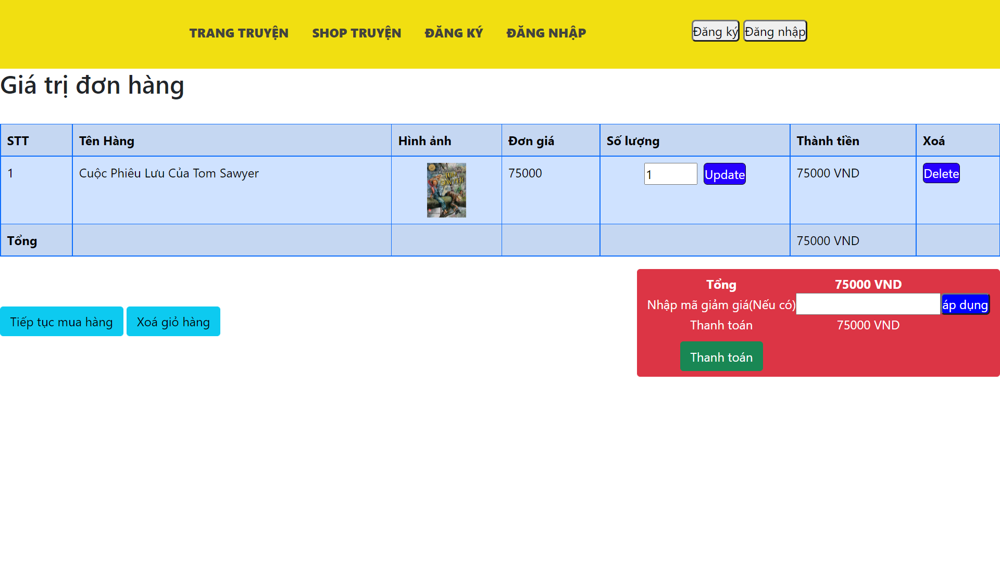 TRANG TRUYỆN SHOP TRUYỆN ĐĂNG KÝ ĐĂNG NHẬP Đăng ký Đăng nhập
Giá trị đơn hàng
STT Tên Hàng Hình ảnh Đơn giá Số lượng Thành tiền Xoá
1 Cuộc Phiêu Lưu Của Tom Sawyer 75000 1 Update 75000 VND Delete
TOM
SAWYER
Tổng 75000 VND
Tổng 75000 VND
Nhập mã giảm giá(Nếu có) áp dụng
Thanh toán 75000 VND
Thanh toán
Tiếp tục mua hàng Xoá giỏ hàng